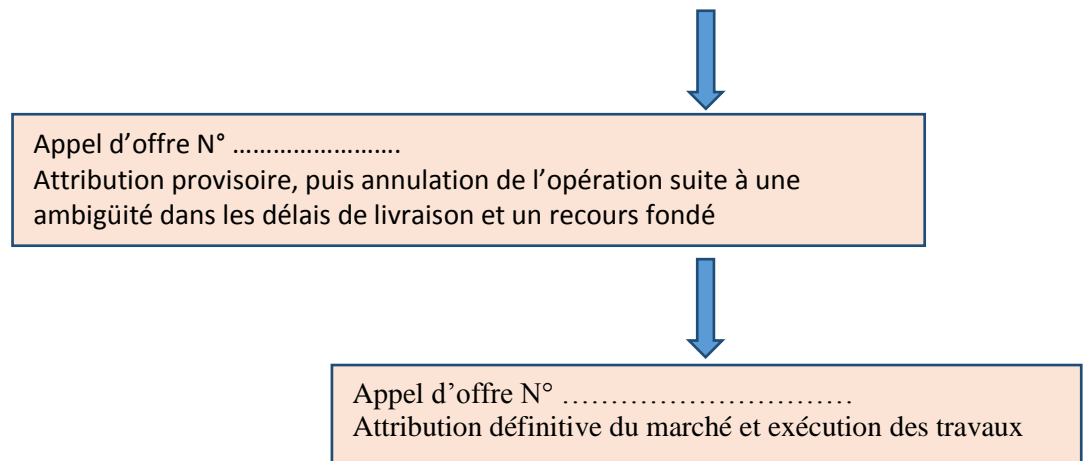 Appel d’offre N° …………………….
Attribution provisoire, puis annulation de l’opération suite à une
ambigüité dans les délais de livraison et un recours fondé
Appel d’offre N° …………………………
Attribution définitive du marché et exécution des travaux